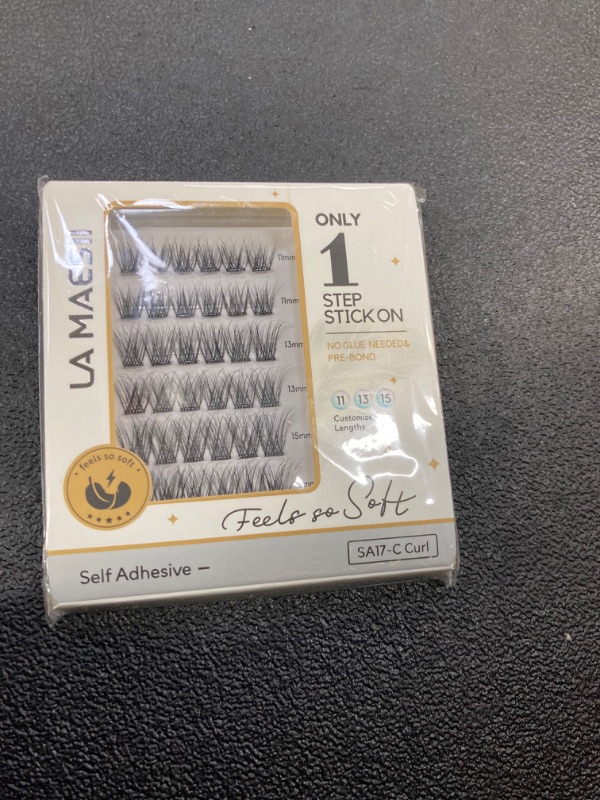 LA MAESII
11mm
11mm
13mm
13mm
15mm
ONLY
1
STEP
STICK ON
NO GLUE NEEDED&
PRE-BOND
11 13 15
Customize
Lengths
feels so soft
Feels so Soft
Self Adhesive –
SA17-C Curl